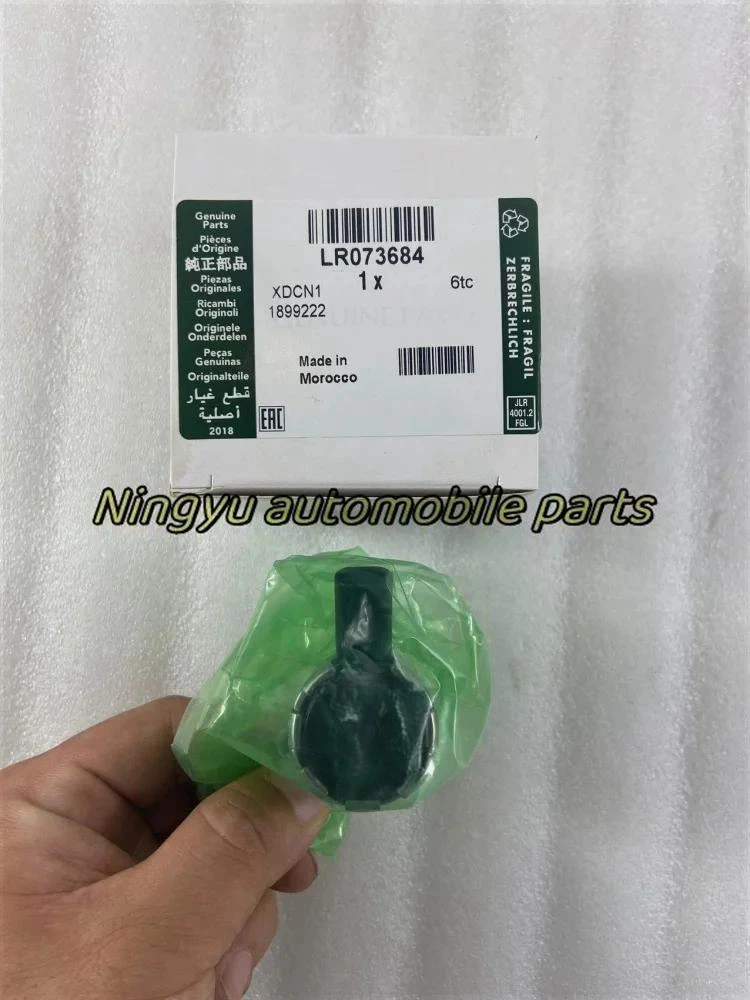 Genuine
Parts
Pièces
d'Origine
純正部品
Piezas
Originales
Ricambi
Originali
Originele
Onderdelen
Peças
Genuinas
Originalteile
قطع غيار
أصلية
2018
LR073684
1 x
6tc
XDCN1
1899222
Made in
Morocco
EAC
FRAGILE : FRAGIL
ZERBRECHLICH
JLR
4001.2
FGL
Ningyu automobile parts